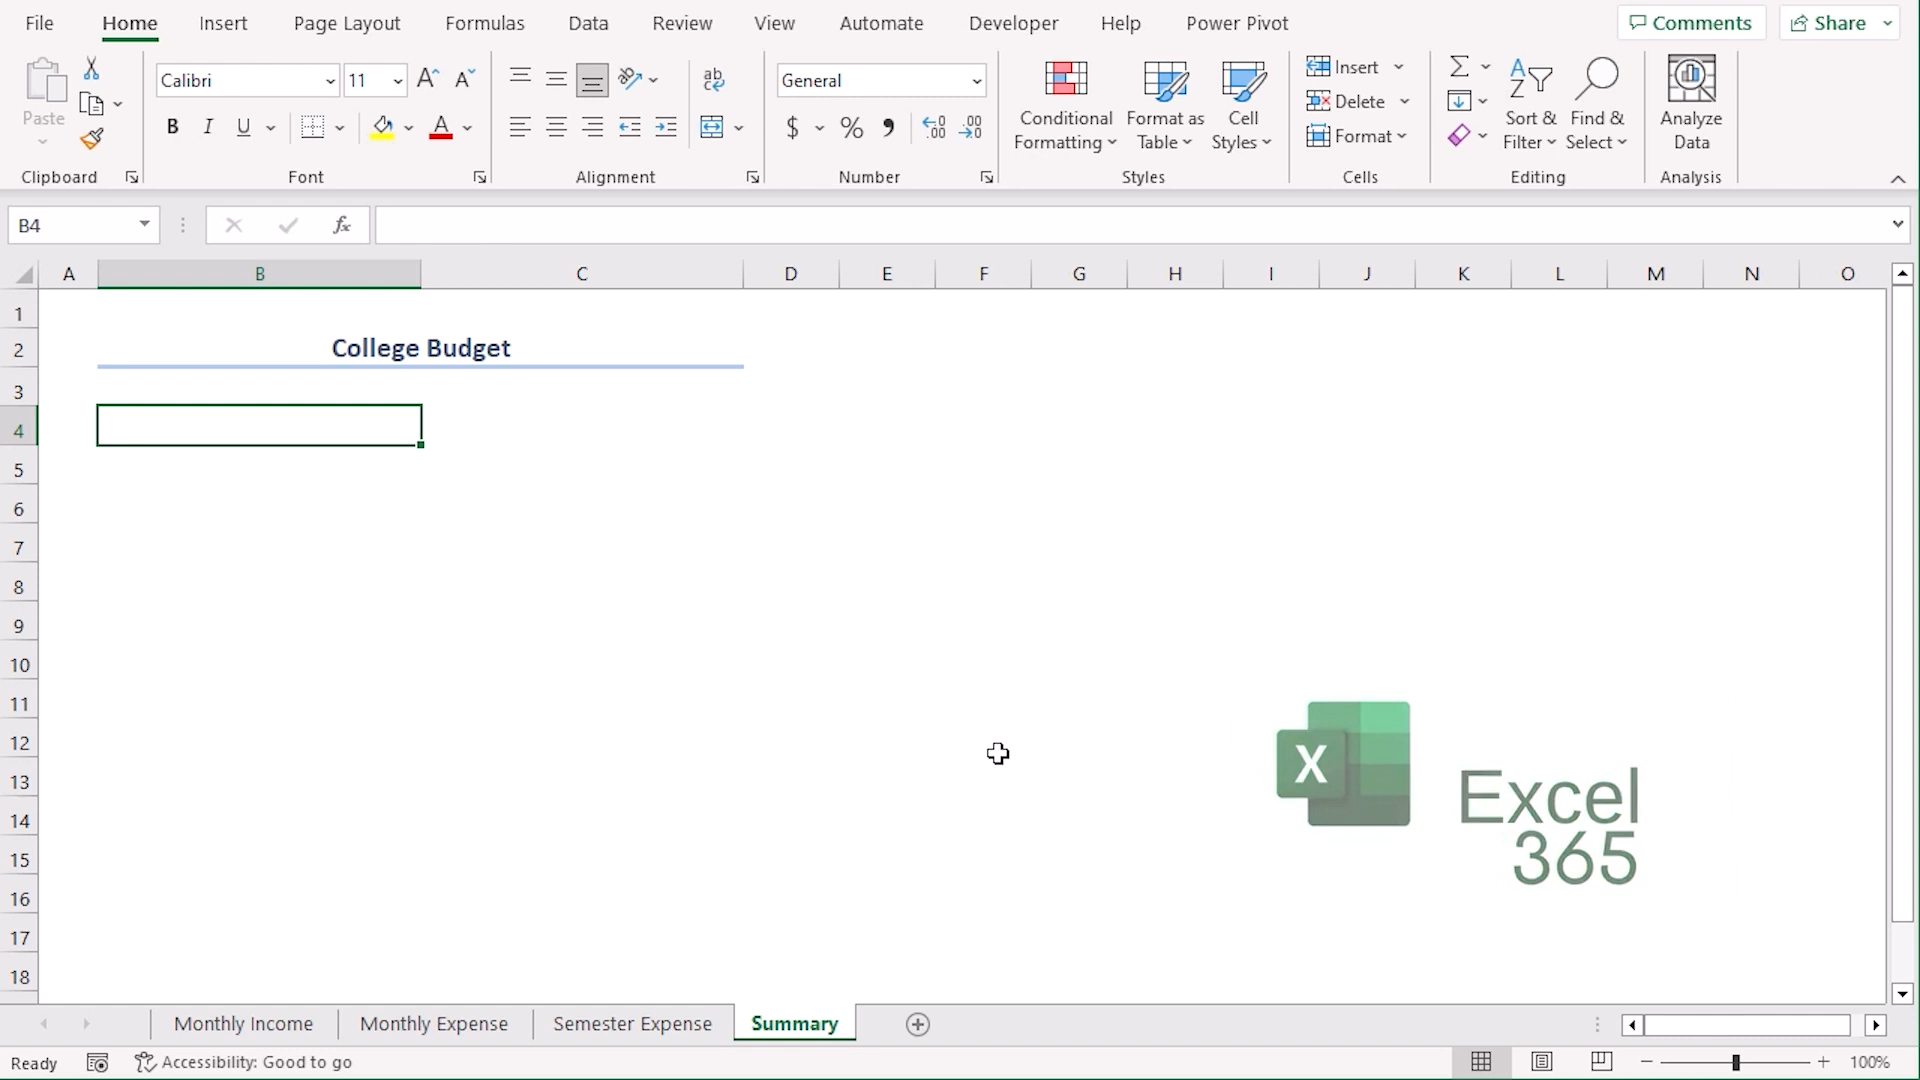 File Home Insert Page Layout Formulas Data Review View Automate Developer Help Power Pivot Comments Share
Paste
Clipboard
Calibri 11
B I U
Font
Alignment
General
Number
Conditional Formatting
Format as Table
Cell Styles
Styles
Insert
Delete
Format
Cells
Sort & Filter
Find & Select
Editing
Analyze Data
Analysis
B4
fx
A B C D E F G H I J K L M N O
1
2 College Budget
3
4
5
6
7
8
9
10
11
12
13
14
15
16
17
18
X Excel
365
Monthly Income Monthly Expense Semester Expense Summary
Ready Accessibility: Good to go 100%